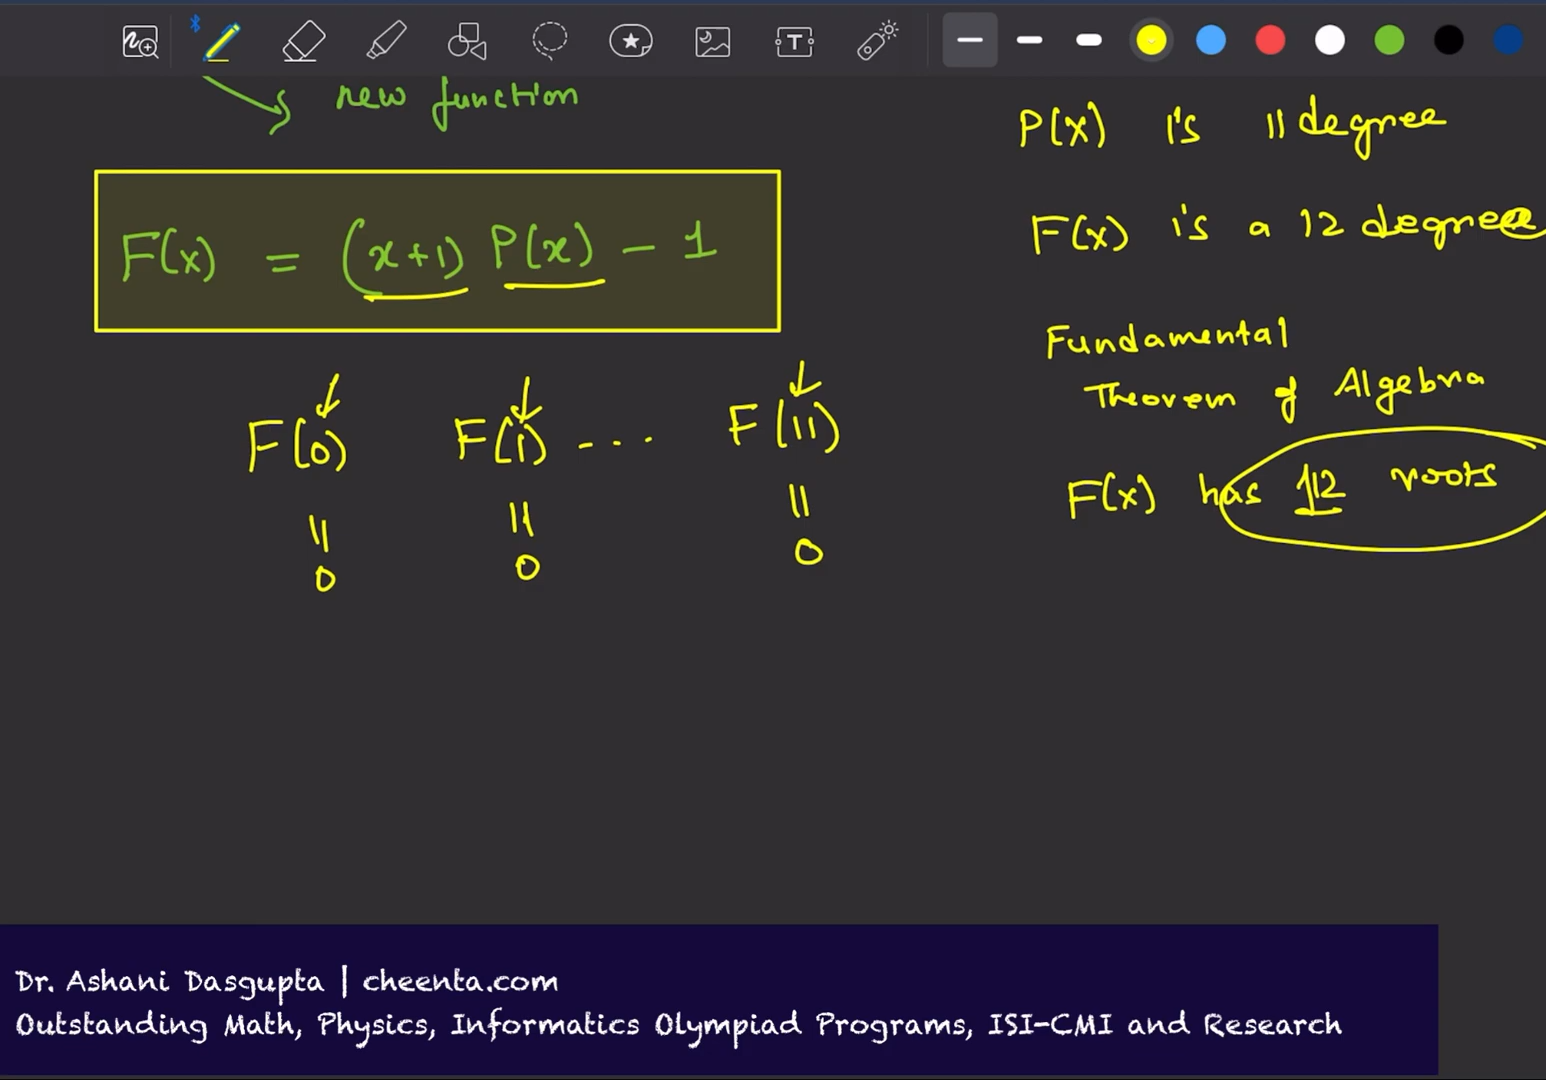 new function
P(x) is 11 degree
F(x) = (x+1) P(x) - 1
F(x) is a 12 degree
Fundamental
Theorem of Algebra
F(0) F(1) ... F(11)
F(x) has 12 roots
|| || ||
0 0 0
Dr. Ashani Dasgupta | cheenta.com
Outstanding Math, Physics, Informatics Olympiad Programs, ISI-CMI and Research